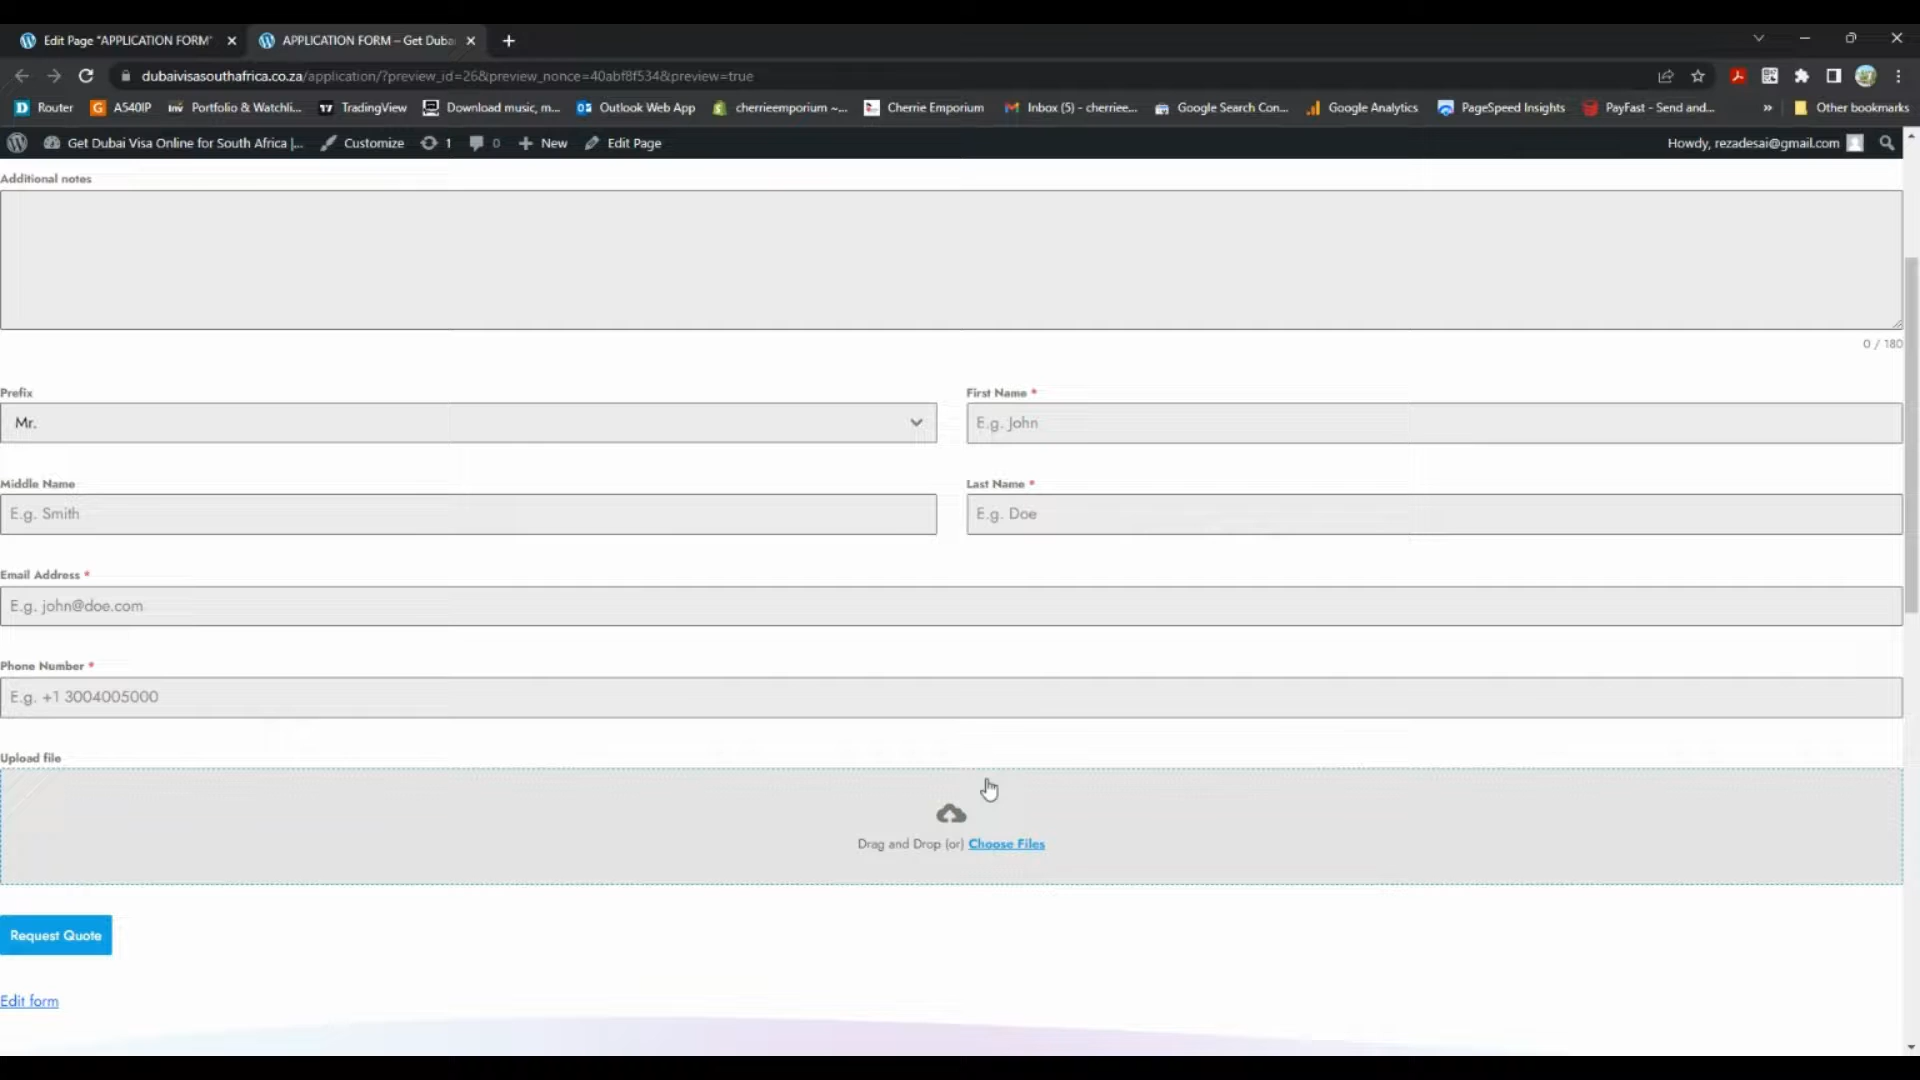 Edit Page "APPLICATION FORM"
APPLICATION FORM – Get Duba
dubaivisasouthafrica.co.za/application/?preview_id=26&preview_nonce=40abf8f534&preview=true
Router A540IP Portfolio & Watchli... TradingView Download music, m... Outlook Web App cherrieemporium ~... Cherrie Emporium Inbox (5) - cherriee... Google Search Con... Google Analytics PageSpeed Insights PayFast - Send and... » Other bookmarks
Get Dubai Visa Online for South Africa |... Customize 1 0 New Edit Page Howdy, rezadesai@gmail.com
Additional notes
0 / 180
Prefix First Name *
Mr. E.g. John
Middle Name Last Name *
E.g. Smith E.g. Doe
Email Address *
E.g. john@doe.com
Phone Number *
E.g. +1 3004005000
Upload file
Drag and Drop (or) Choose Files
Request Quote
Edit form